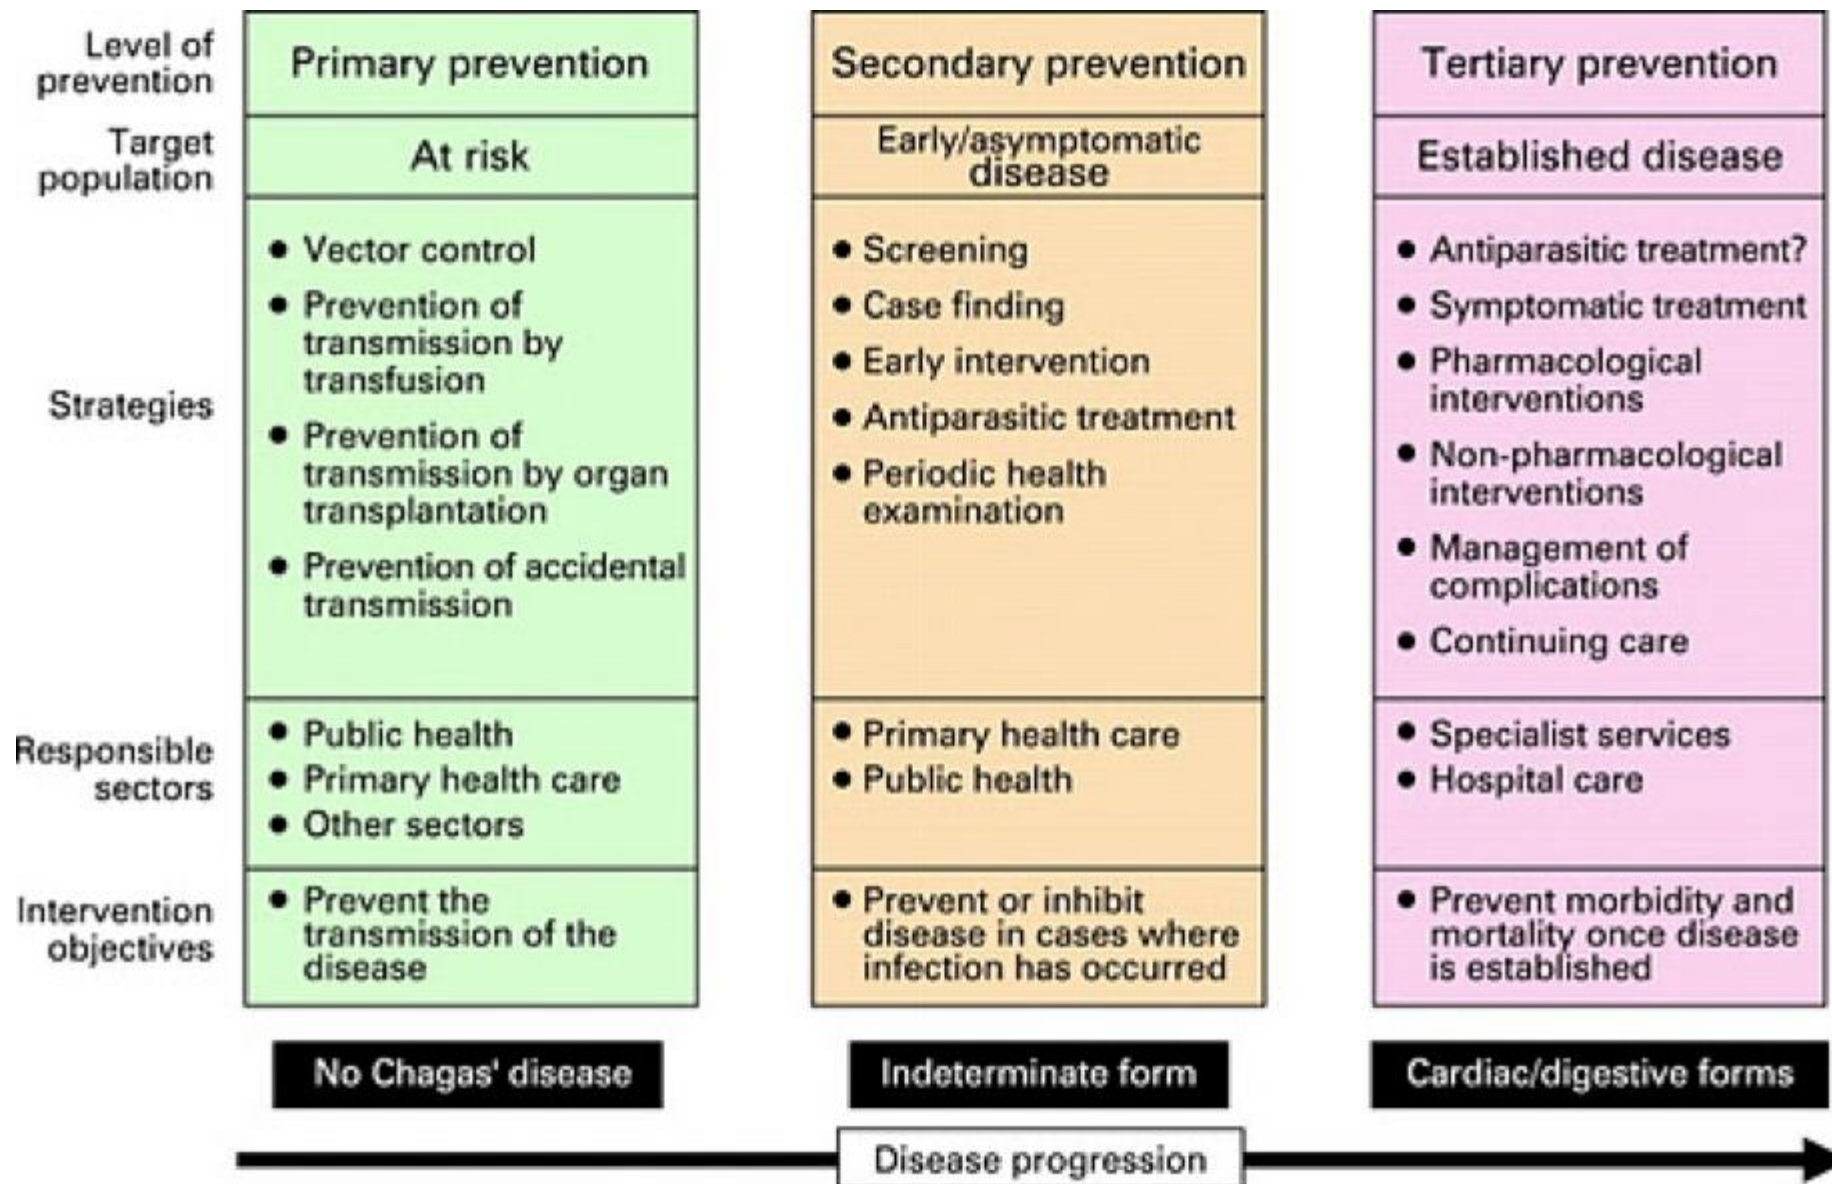 Level of
prevention
Primary prevention
Secondary prevention
Tertiary prevention
Target
population
At risk
Early/asymptomatic
disease
Established disease
Strategies
● Vector control
● Prevention of
transmission by
transfusion
● Prevention of
transmission by organ
transplantation
● Prevention of accidental
transmission
● Screening
● Case finding
● Early intervention
● Antiparasitic treatment
● Periodic health
examination
● Antiparasitic treatment?
● Symptomatic treatment
● Pharmacological
interventions
● Non-pharmacological
interventions
● Management of
complications
● Continuing care
Responsible
sectors
● Public health
● Primary health care
● Other sectors
● Primary health care
● Public health
● Specialist services
● Hospital care
Intervention
objectives
● Prevent the
transmission of the
disease
● Prevent or inhibit
disease in cases where
infection has occurred
● Prevent morbidity and
mortality once disease
is established
No Chagas' disease
Indeterminate form
Cardiac/digestive forms
Disease progression